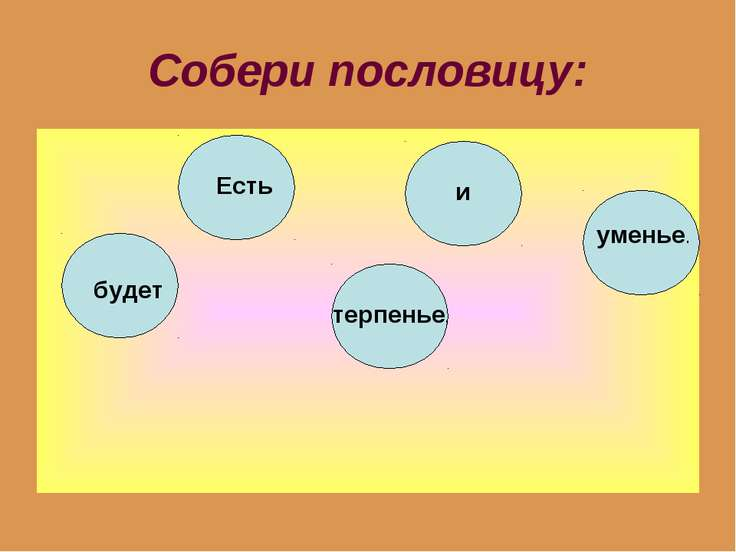 Собери пословицу:
Есть
и
уменье.
будет
терпенье,